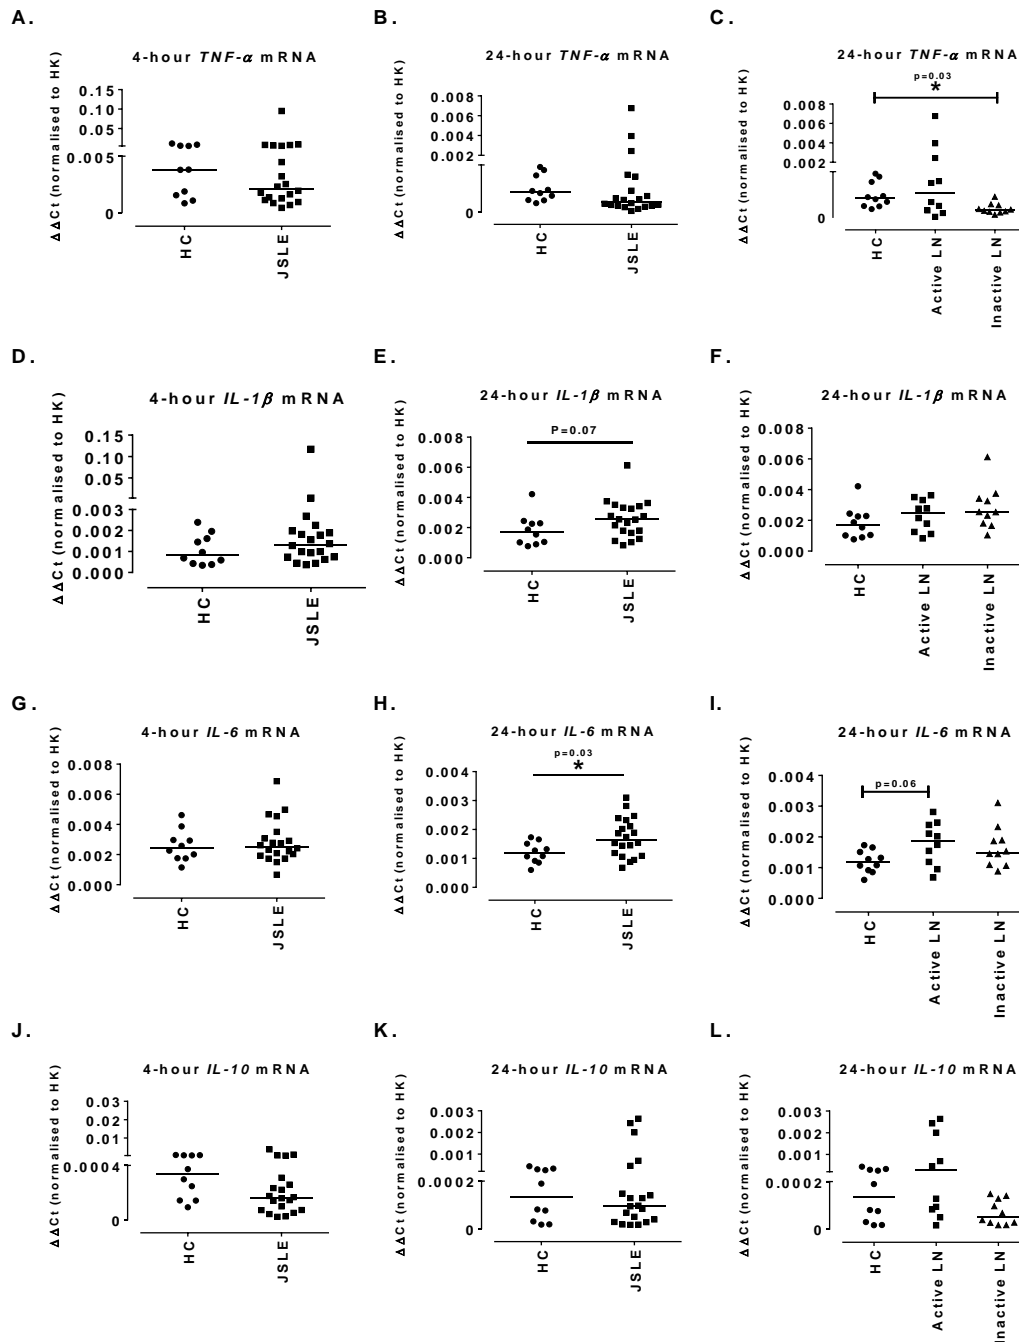 A.
4-hour TNF-α mRNA
ΔΔCt (normalised to HK)
0.15
0.10
0.05
0.005
0
HC
JSLE
B.
24-hour TNF-α mRNA
ΔΔCt (normalised to HK)
0.008
0.006
0.004
0.002
0
HC
JSLE
C.
24-hour TNF-α mRNA
p=0.03
*
ΔΔCt (normalised to HK)
0.008
0.006
0.004
0.002
0
HC
Active LN
Inactive LN
D.
4-hour IL-1β mRNA
ΔΔCt (normalised to HK)
0.15
0.10
0.05
0.00
0.003
0.002
0.001
0.000
HC
JSLE
E.
24-hour IL-1β mRNA
P=0.07
ΔΔCt (normalised to HK)
0.008
0.006
0.004
0.002
0.000
HC
JSLE
F.
24-hour IL-1β mRNA
ΔΔCt (normalised to HK)
0.008
0.006
0.004
0.002
0.000
HC
Active LN
Inactive LN
G.
4-hour IL-6 mRNA
ΔΔCt (normalised to HK)
0.008
0.006
0.004
0.002
0.000
HC
JSLE
H.
24-hour IL-6 mRNA
p=0.03
*
ΔΔCt (normalised to HK)
0.004
0.003
0.002
0.001
0.000
HC
JSLE
I.
24-hour IL-6 mRNA
p=0.06
ΔΔCt (normalised to HK)
0.004
0.003
0.002
0.001
0.000
HC
Active LN
Inactive LN
J.
4-hour IL-10 mRNA
ΔΔCt (normalised to HK)
0.03
0.02
0.01
0.0004
0
HC
JSLE
K.
24-hour IL-10 mRNA
ΔΔCt (normalised to HK)
0.003
0.002
0.001
0.0002
0
HC
JSLE
L.
24-hour IL-10 mRNA
ΔΔCt (normalised to HK)
0.003
0.002
0.001
0.0002
0
HC
Active LN
Inactive LN